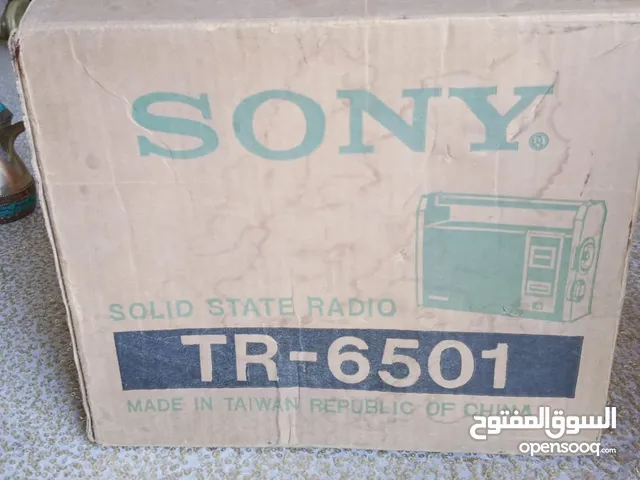 SONY®
SOLID STATE RADIO
TR-6501
MADE IN TAIWAN REPUBLIC OF CHINA
السوق المفتوح
opensooq.com